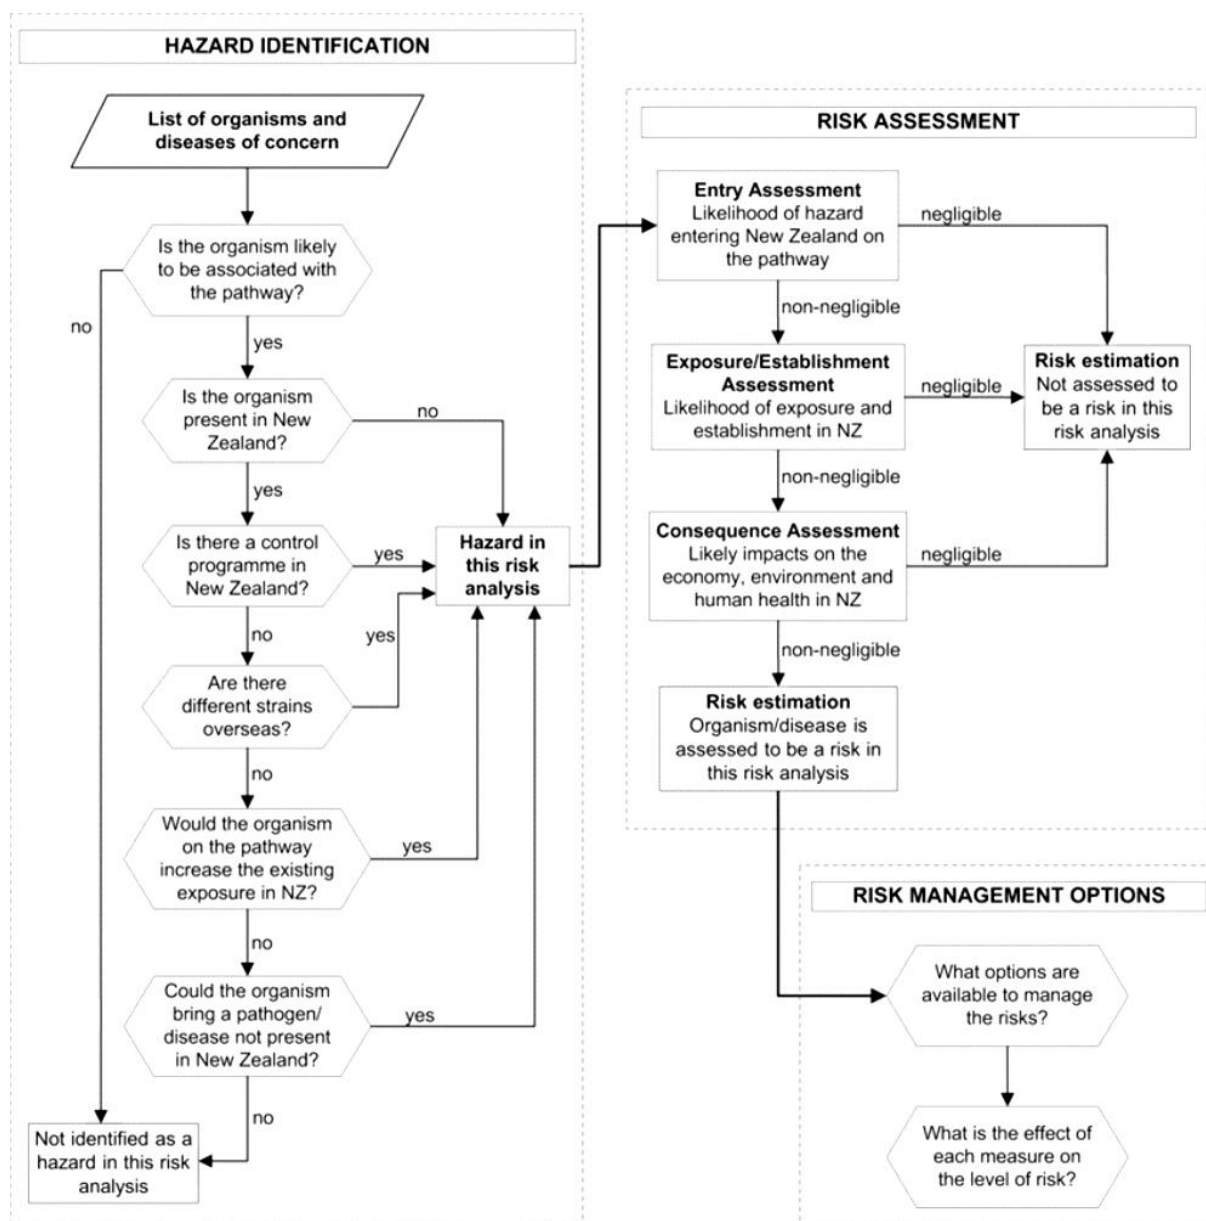 HAZARD IDENTIFICATION
List of organisms and
diseases of concern
Is the organism likely
to be associated with
the pathway?
no
yes
Is the organism
present in New
Zealand?
no
yes
Is there a control
programme in
New Zealand?
yes
no
Hazard in
this risk
analysis
Are there
different strains
overseas?
yes
no
Would the organism
on the pathway
increase the existing
exposure in NZ?
yes
no
Could the organism
bring a pathogen/
disease not present
in New Zealand?
yes
no
Not identified as a
hazard in this risk
analysis
RISK ASSESSMENT
Entry Assessment
Likelihood of hazard
entering New Zealand on
the pathway
negligible
non-negligible
Exposure/Establishment
Assessment
Likelihood of exposure and
establishment in NZ
negligible
Risk estimation
Not assessed to
be a risk in this
risk analysis
non-negligible
Consequence Assessment
Likely impacts on the
economy, environment and
human health in NZ
negligible
non-negligible
Risk estimation
Organism/disease is
assessed to be a risk in
this risk analysis
RISK MANAGEMENT OPTIONS
What options are
available to manage
the risks?
What is the effect of
each measure on
the level of risk?